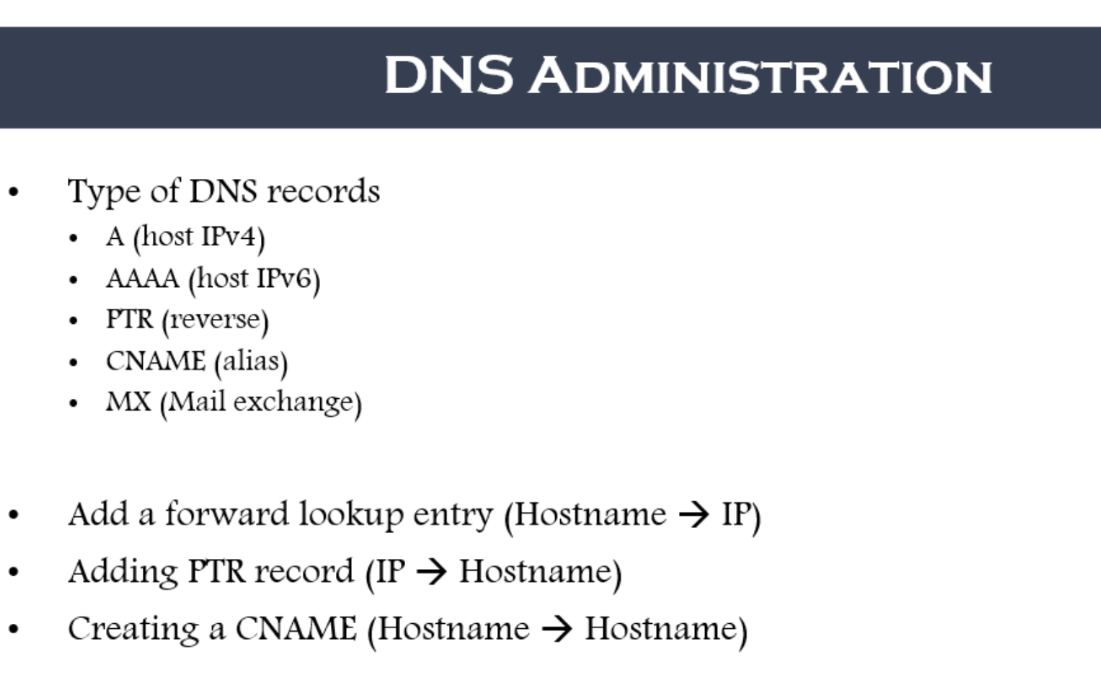 DNS Administration
• Type of DNS records
• A (host IPv4)
• AAAA (host IPv6)
• PTR (reverse)
• CNAME (alias)
• MX (Mail exchange)
• Add a forward lookup entry (Hostname → IP)
• Adding PTR record (IP → Hostname)
• Creating a CNAME (Hostname → Hostname)